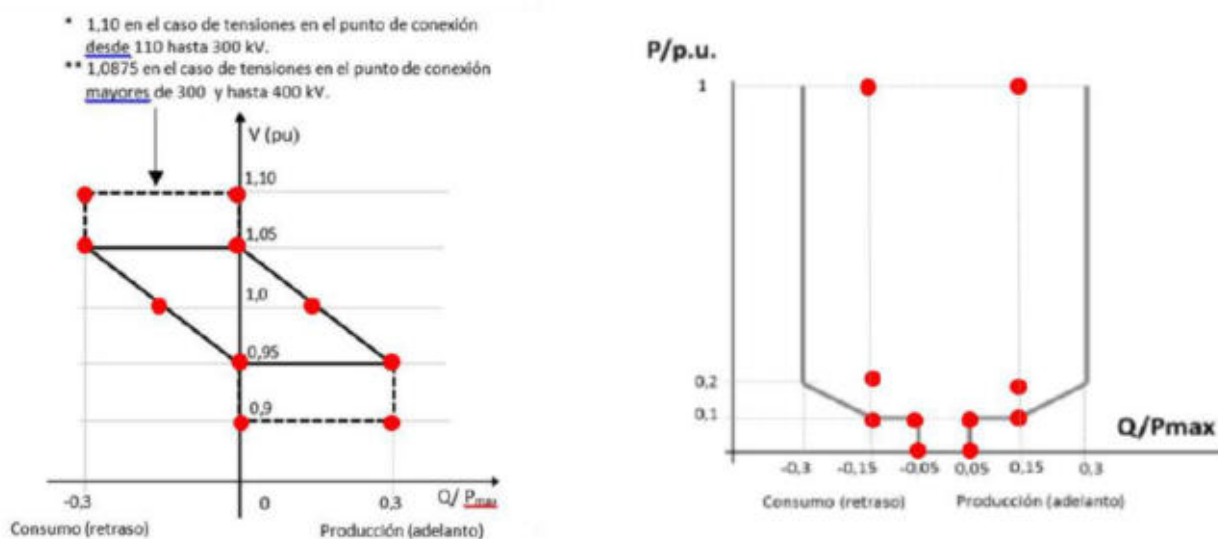 * 1,10 en el caso de tensiones en el punto de conexión
desde 110 hasta 300 kV.
** 1,0875 en el caso de tensiones en el punto de conexión
mayores de 300 y hasta 400 kV.
V (pu)
1,10
1,05
1,0
0,95
0,9
-0,3
0
0,3
Q/ Pmax
Consumo (retraso)
Producción (adelanto)
P/p.u.
1
0,2
0,1
Q/Pmax
-0,3
-0,15
-0.05
0,05
0,15
0,3
Consumo (retraso)
Producción (adelanto)